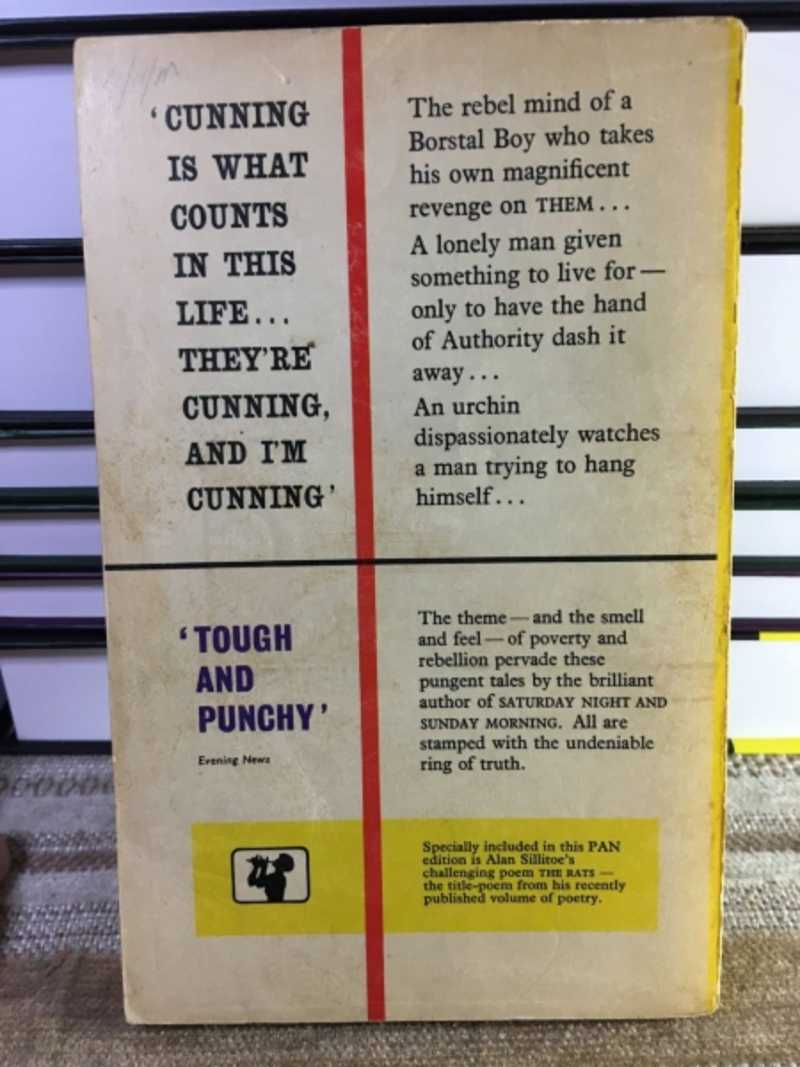 ‘CUNNING
IS WHAT
COUNTS
IN THIS
LIFE...
THEY'RE
CUNNING,
AND I'M
CUNNING’
The rebel mind of a
Borstal Boy who takes
his own magnificent
revenge on THEM...
A lonely man given
something to live for—
only to have the hand
of Authority dash it
away...
An urchin
dispassionately watches
a man trying to hang
himself...
‘TOUGH
AND
PUNCHY’
Evening News
The theme—and the smell
and feel—of poverty and
rebellion pervade these
pungent tales by the brilliant
author of SATURDAY NIGHT AND
SUNDAY MORNING. All are
stamped with the undeniable
ring of truth.
Specially included in this PAN
edition is Alan Sillitoe's
challenging poem THE RATS —
the title-poem from his recently
published volume of poetry.